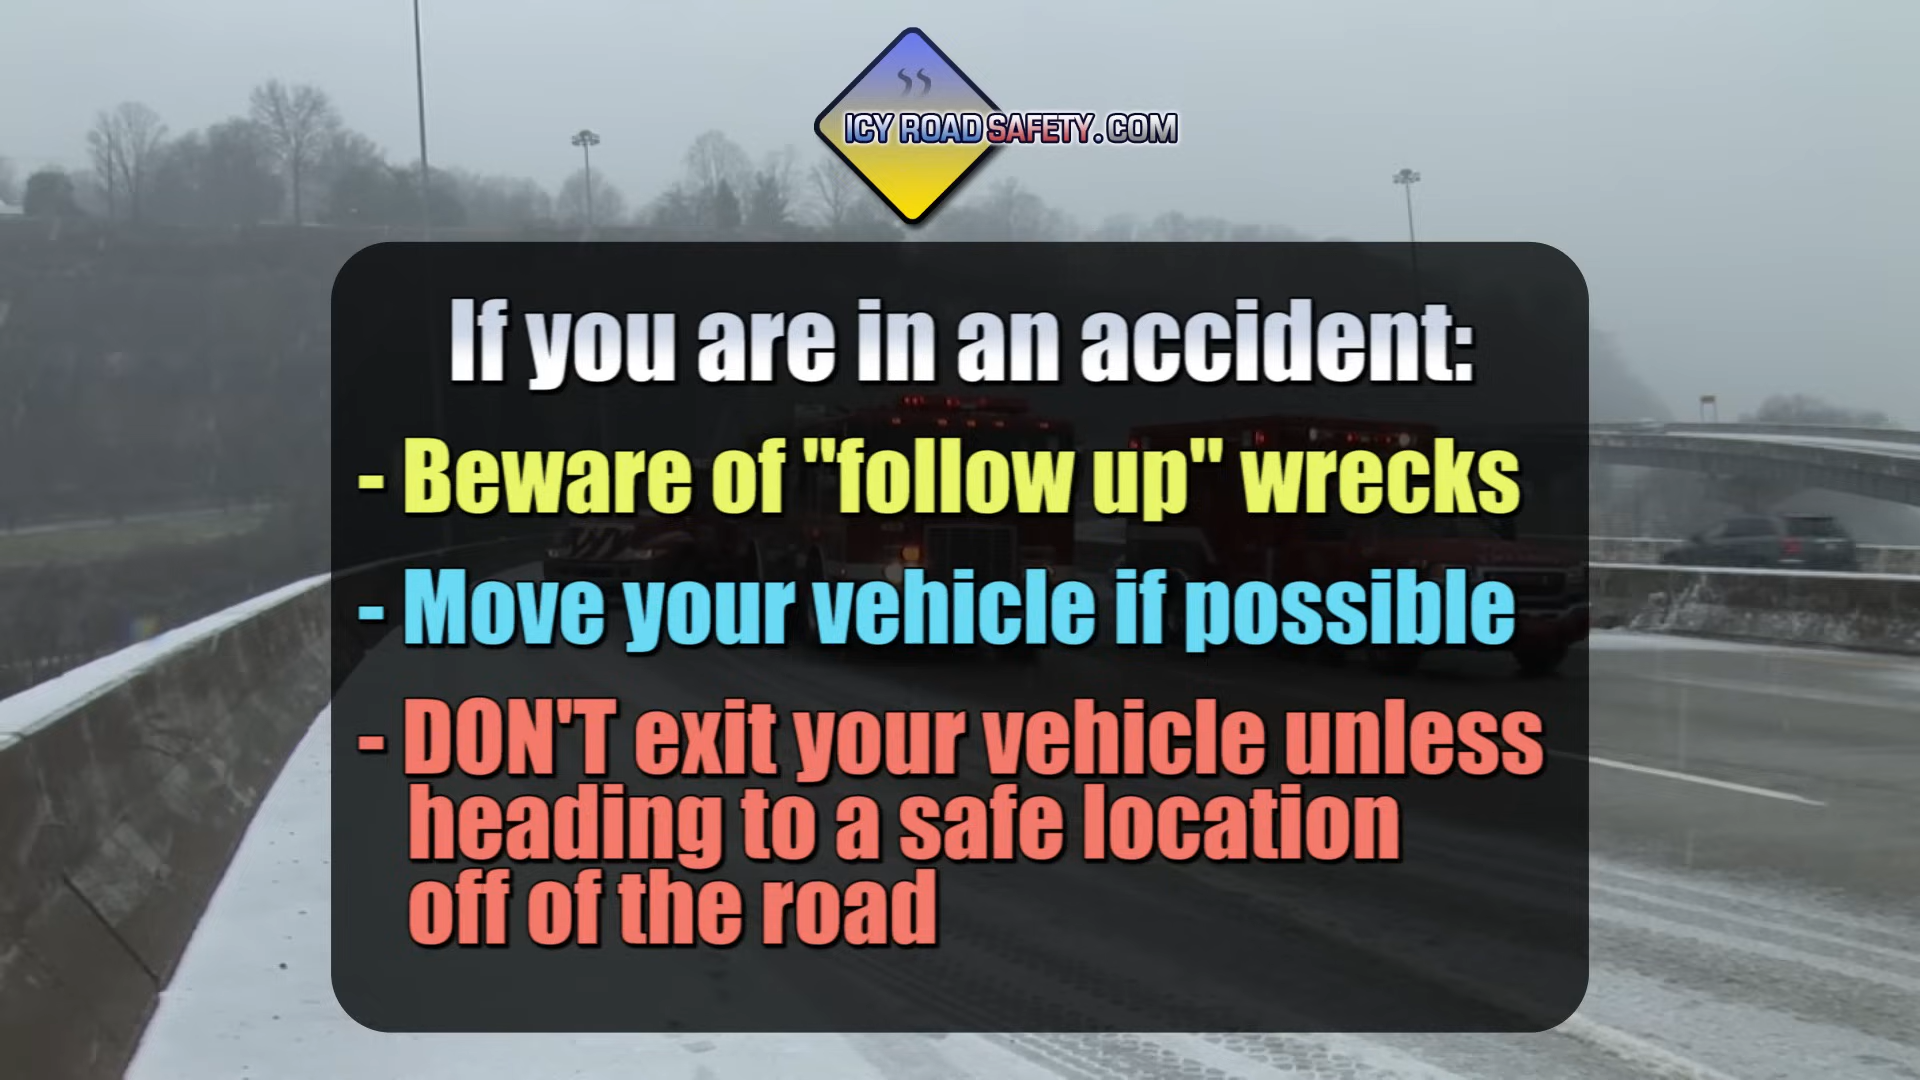 ICY ROAD SAFETY.COM
If you are in an accident:
- Beware of "follow up" wrecks
- Move your vehicle if possible
- DON'T exit your vehicle unless
heading to a safe location
off of the road